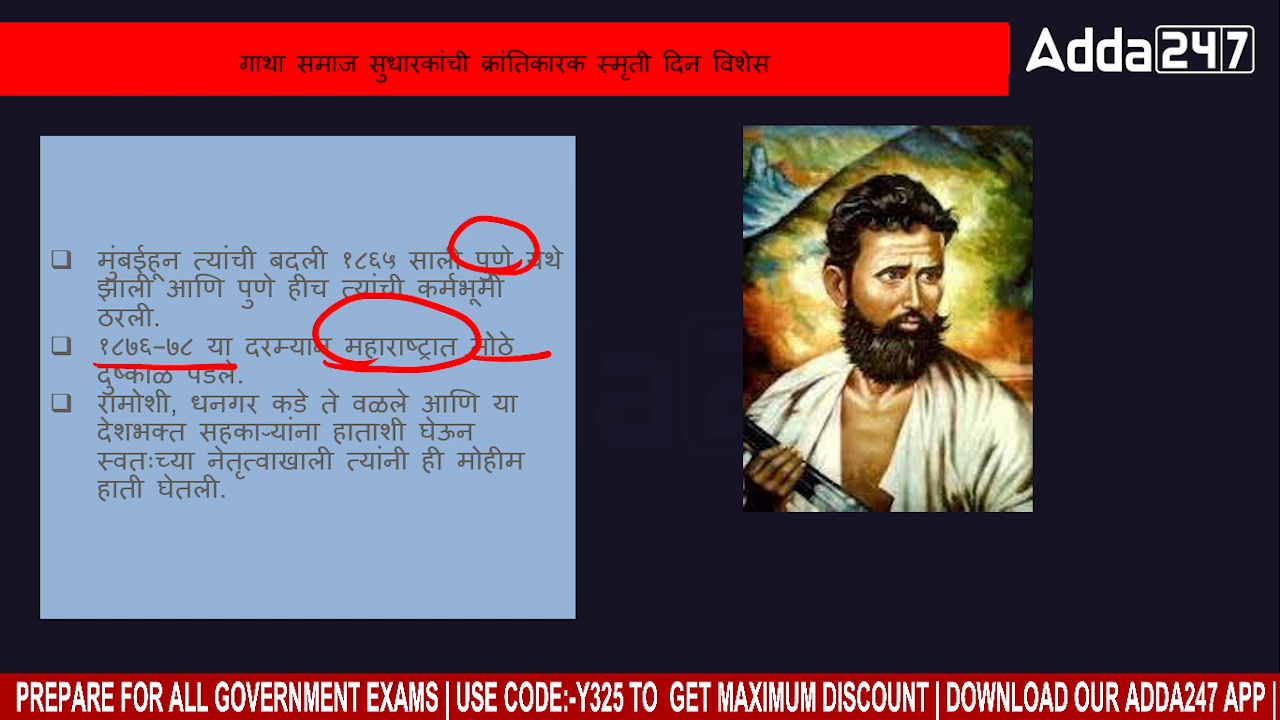 गाथा समाज सुधारकांची क्रांतिकारक स्मृती दिन विशेस
Adda247
मुंबईहून त्यांची बदली १८६५ साली पुणे येथे
झाली आणि पुणे हीच त्यांची कर्मभूमी
ठरली.
१८७६–७८ या दरम्यान महाराष्ट्रात मोठे
दुष्काळ पडले.
रामोशी, धनगर कडे ते वळले आणि या
देशभक्त सहकाऱ्यांना हाताशी घेऊन
स्वतःच्या नेतृत्वाखाली त्यांनी ही मोहीम
हाती घेतली.
PREPARE FOR ALL GOVERNMENT EXAMS | USE CODE:-Y325 TO GET MAXIMUM DISCOUNT | DOWNLOAD OUR ADDA247 APP |